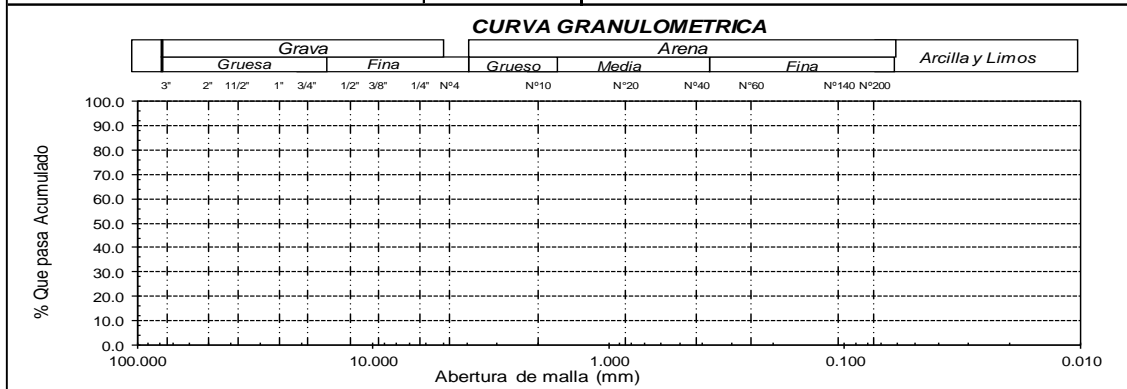 CURVA GRANULOMETRICA
Grava Arena Arcilla y Limos
Gruesa Fina Grueso Media Fina
3" 2" 11/2" 1" 3/4" 1/2" 3/8" 1/4" Nº4 Nº10 N°20 Nº40 N°60 Nº140 Nº200
100.0
90.0
80.0
70.0
60.0
50.0
40.0
30.0
20.0
10.0
0.0
% Que pasa Acumulado
100.000 10.000 1.000 0.100 0.010
Abertura de malla (mm)